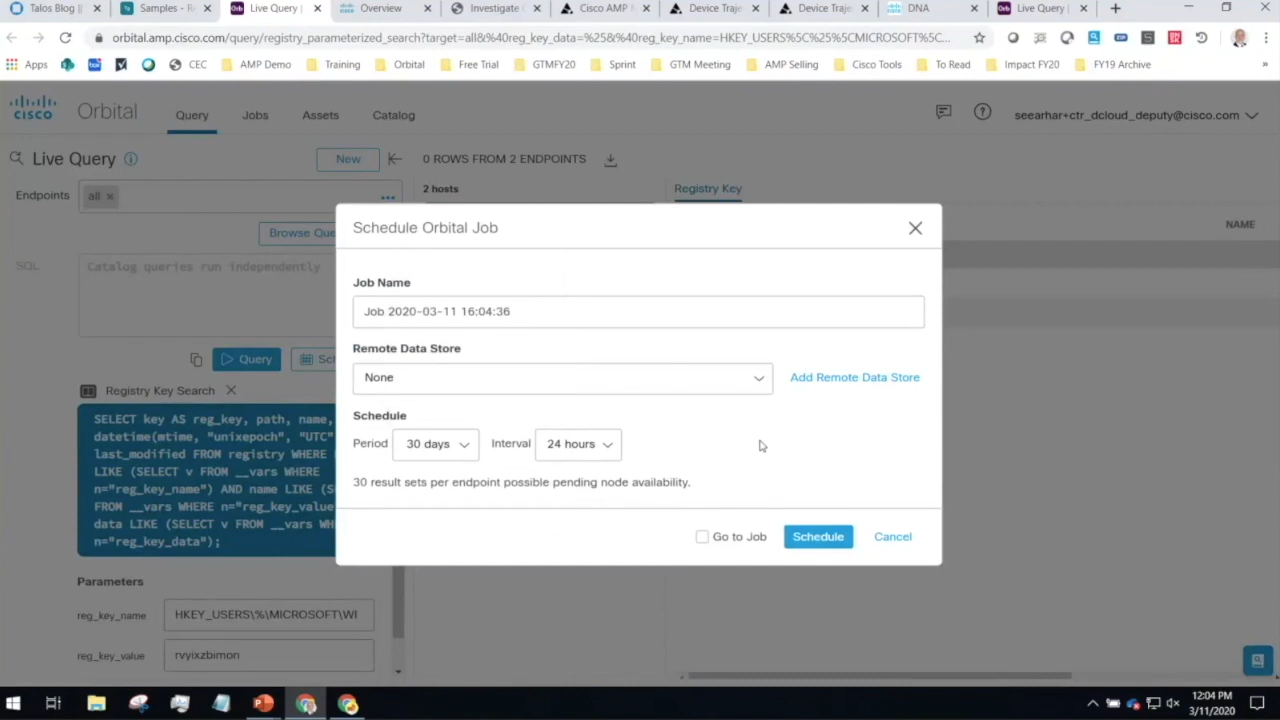 Talos Blog || Samples - R Live Query | Overview Investigate Cisco AMP Device Traje Device Traje DNA Live Query |
orbital.amp.cisco.com/query/registry_parameterized_search?target=all&%40reg_key_data=%25&%40reg_key_name=HKEY_USERS%5C%25%5CMICROSOFT%5C...
Apps CEC AMP Demo Training Orbital Free Trial GTMFY20 Sprint GTM Meeting AMP Selling Cisco Tools To Read Impact FY20 FY19 Archive »
CISCO Orbital Query Jobs Assets Catalog seearhar+ctr_dcloud_deputy@cisco.com
Live Query New 0 ROWS FROM 2 ENDPOINTS
Endpoints all 2 hosts Registry Key
Browse Que NAME
SQL Catalog queries run independently
Query Sch
Registry Key Search
SELECT key AS reg_key, path, name,
datetime(mtime, "unixepoch", "UTC"
last_modified FROM registry WHERE
LIKE (SELECT v FROM __vars WHERE
n="reg_key_name") AND name LIKE (S
FROM __vars WHERE n="reg_key_value
data LIKE (SELECT v FROM __vars WH
n="reg_key_data");
Parameters
reg_key_name HKEY_USERS\%\MICROSOFT\WI
reg_key_value rvyixzbimon
Schedule Orbital Job
Job Name
Job 2020-03-11 16:04:36
Remote Data Store
None Add Remote Data Store
Schedule
Period 30 days Interval 24 hours
30 result sets per endpoint possible pending node availability.
Go to Job Schedule Cancel
12:04 PM
3/11/2020